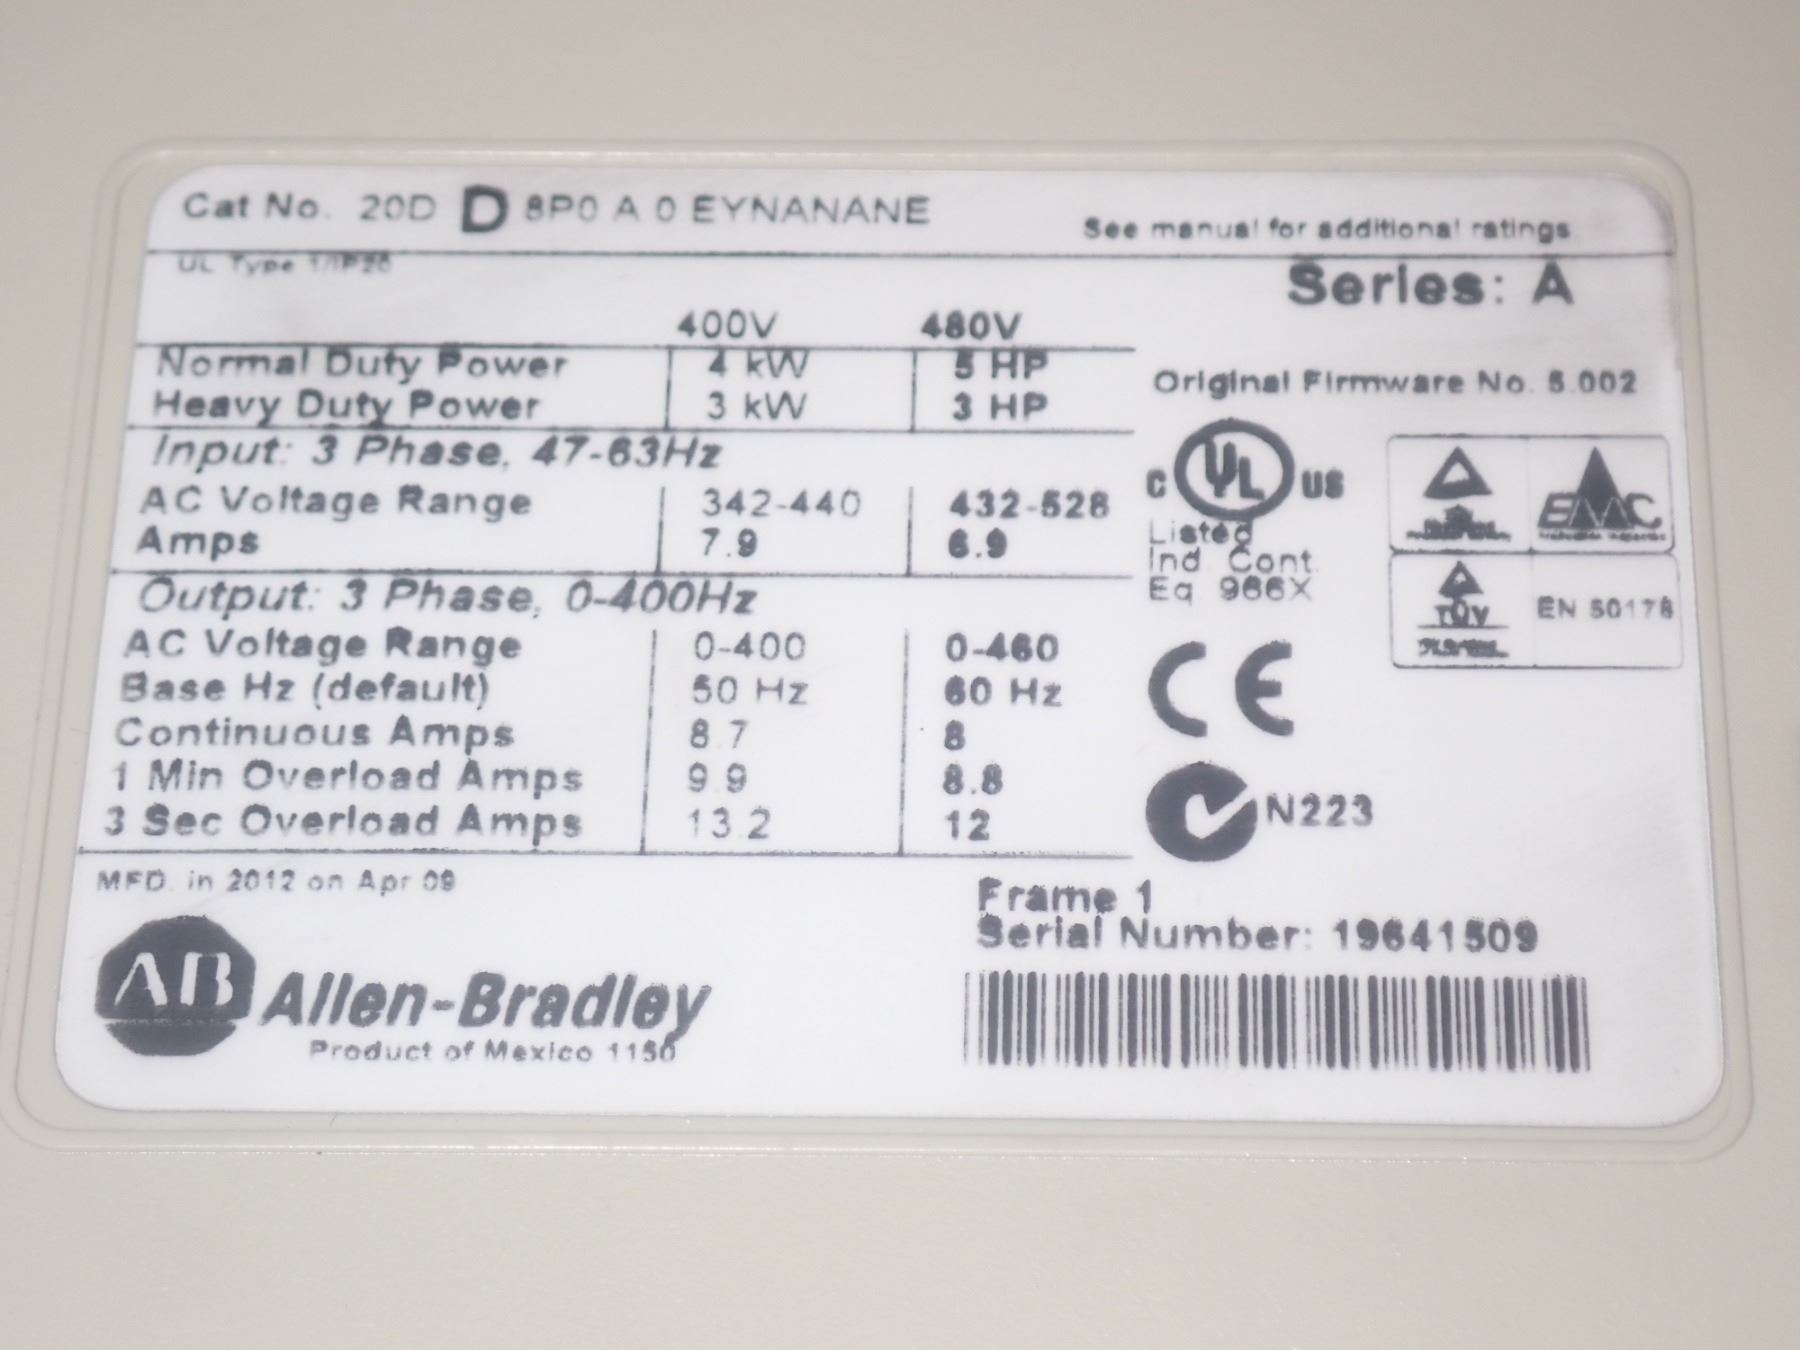 Cat No. 20D D 8P0 A 0 EYNANANE
See manual for additional ratings
UL Type 1/IP20
Series: A
400V 480V
Normal Duty Power 4 kW 5 HP
Heavy Duty Power 3 kW 3 HP
Original Firmware No. 5.002
Input: 3 Phase, 47-63Hz
AC Voltage Range 342-440 432-528
Amps 7.9 6.9
C UL US
Listed
Ind. Cont.
Eq. 966X
EMC
TÜV
EN 50178
Output: 3 Phase, 0-400Hz
AC Voltage Range 0-400 0-460
Base Hz (default) 50 Hz 60 Hz
Continuous Amps 8.7 8
1 Min Overload Amps 9.9 8.8
3 Sec Overload Amps 13.2 12
CE
N223
MFD. in 2012 on Apr 09
Frame 1
Serial Number: 19641509
AB Allen-Bradley
Product of Mexico 1150